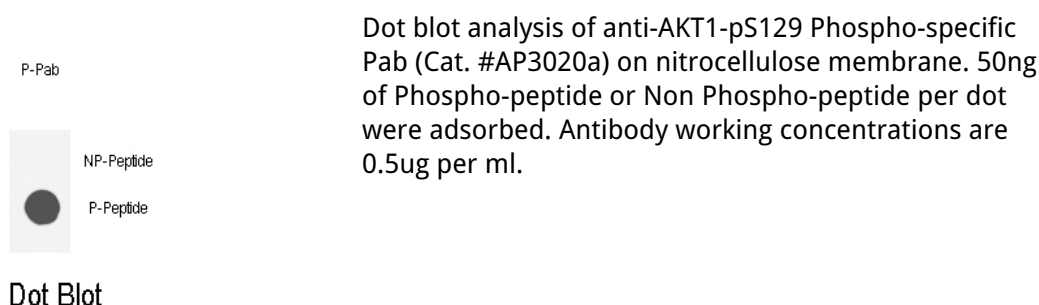 P-Pab
NP-Peptide
P-Peptide
Dot Blot
Dot blot analysis of anti-AKT1-pS129 Phospho-specific
Pab (Cat. #AP3020a) on nitrocellulose membrane. 50ng
of Phospho-peptide or Non Phospho-peptide per dot
were adsorbed. Antibody working concentrations are
0.5ug per ml.